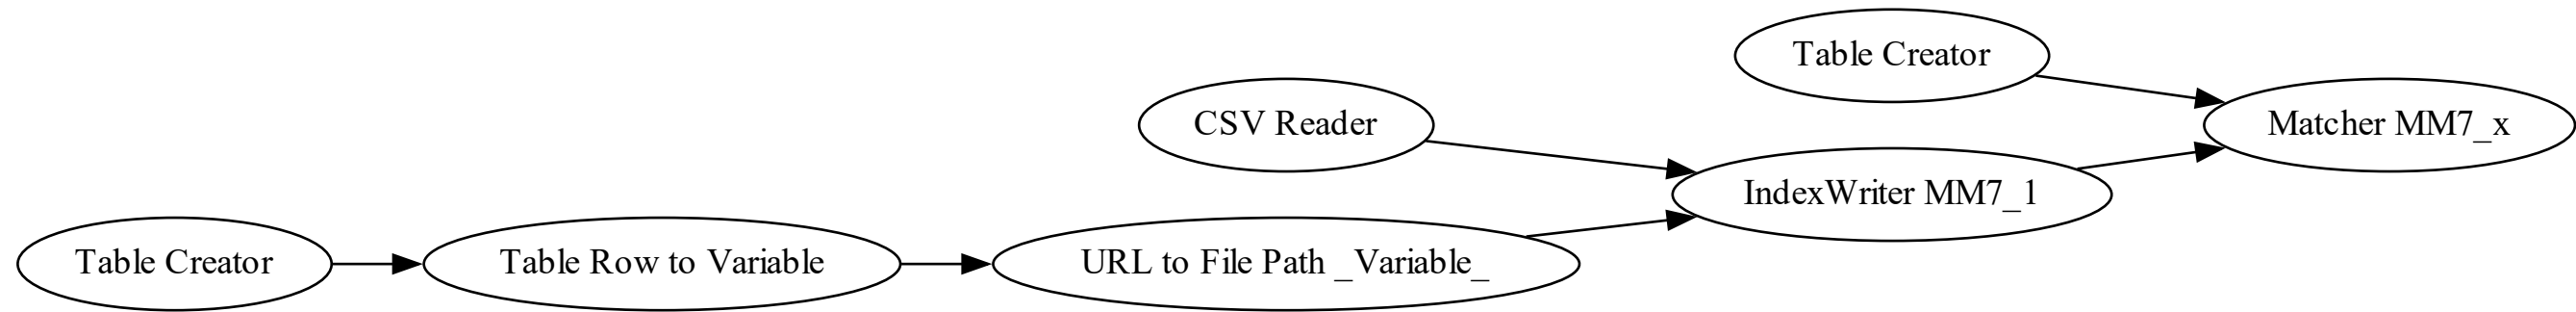 Table Creator
CSV Reader
Matcher MM7_x
IndexWriter MM7_1
Table Creator
Table Row to Variable
URL to File Path _Variable_